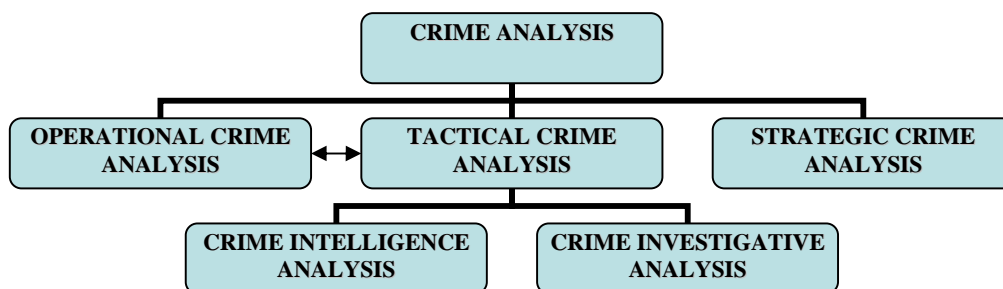 CRIME ANALYSIS
OPERATIONAL CRIME
ANALYSIS
TACTICAL CRIME
ANALYSIS
STRATEGIC CRIME
ANALYSIS
CRIME INTELLIGENCE
ANALYSIS
CRIME INVESTIGATIVE
ANALYSIS